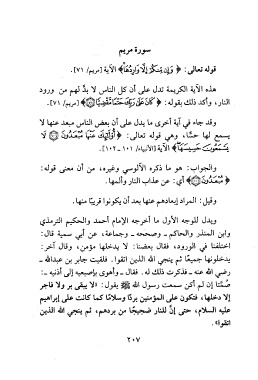 سورة مريم
قوله تعالى: ﴿وَإِن مِّنكُمْ إِلَّا وَارِدُهَا﴾ الآية [مريم/ ٧١].
هذه الآية الكريمة تدل على أن كل الناس لا بدَّ لهم من ورود
النار، وأكد ذلك بقوله: ﴿كَانَ عَلَىٰ رَبِّكَ حَتْمًا مَّقْضِيًّا ۝﴾ [مريم/ ٧١].
وقد جاء في آية أخرى ما يدل على أن بعض الناس مبعد عنها لا
يسمع لها حسًّا، وهي قوله تعالى: ﴿أُولَٰئِكَ عَنْهَا مُبْعَدُونَ ۝ لَا
يَسْمَعُونَ حَسِيسَهَا﴾ الآية [الأنبياء/ ١٠١ ـ ١٠٢].
والجواب: هو ما ذكره الآلوسي وغيره، من أن معنى قوله:
﴿مُبْعَدُونَ ۝﴾ أي: عن عذاب النار وألمها.
وقيل: المراد إبعادهم عنها بعد أن يكونوا قريبًا منها.
ويدل للوجه الأول ما أخرجه الإمام أحمد والحكيم الترمذي
وابن المنذر والحاكم ـ وصححه ـ وجماعة، عن أبي سمية قال:
اختلفنا في الورود، فقال بعضنا: لا يدخلها مؤمن، وقال آخر:
يدخلونها جميعًا ثم ينجي الله الذين اتقوا. فلقيت جابر بن عبدالله ـ
رضي الله عنه ـ فذكرت ذلك له. فقال ـ وأهوى بإصبعيه إلى أذنيه ـ:
صُمَّتا إن لم أكن سمعت رسول الله ﷺ يقول: «لا يبقى بر ولا فاجر
إلا دخلها، فتكون على المؤمنين بردًا وسلامًا كما كانت على إبراهيم
عليه السلام، حتى إنَّ للنار ضجيجًا من بردهم، ثم ينجي الله الذين
اتقوا».
٢٠٧